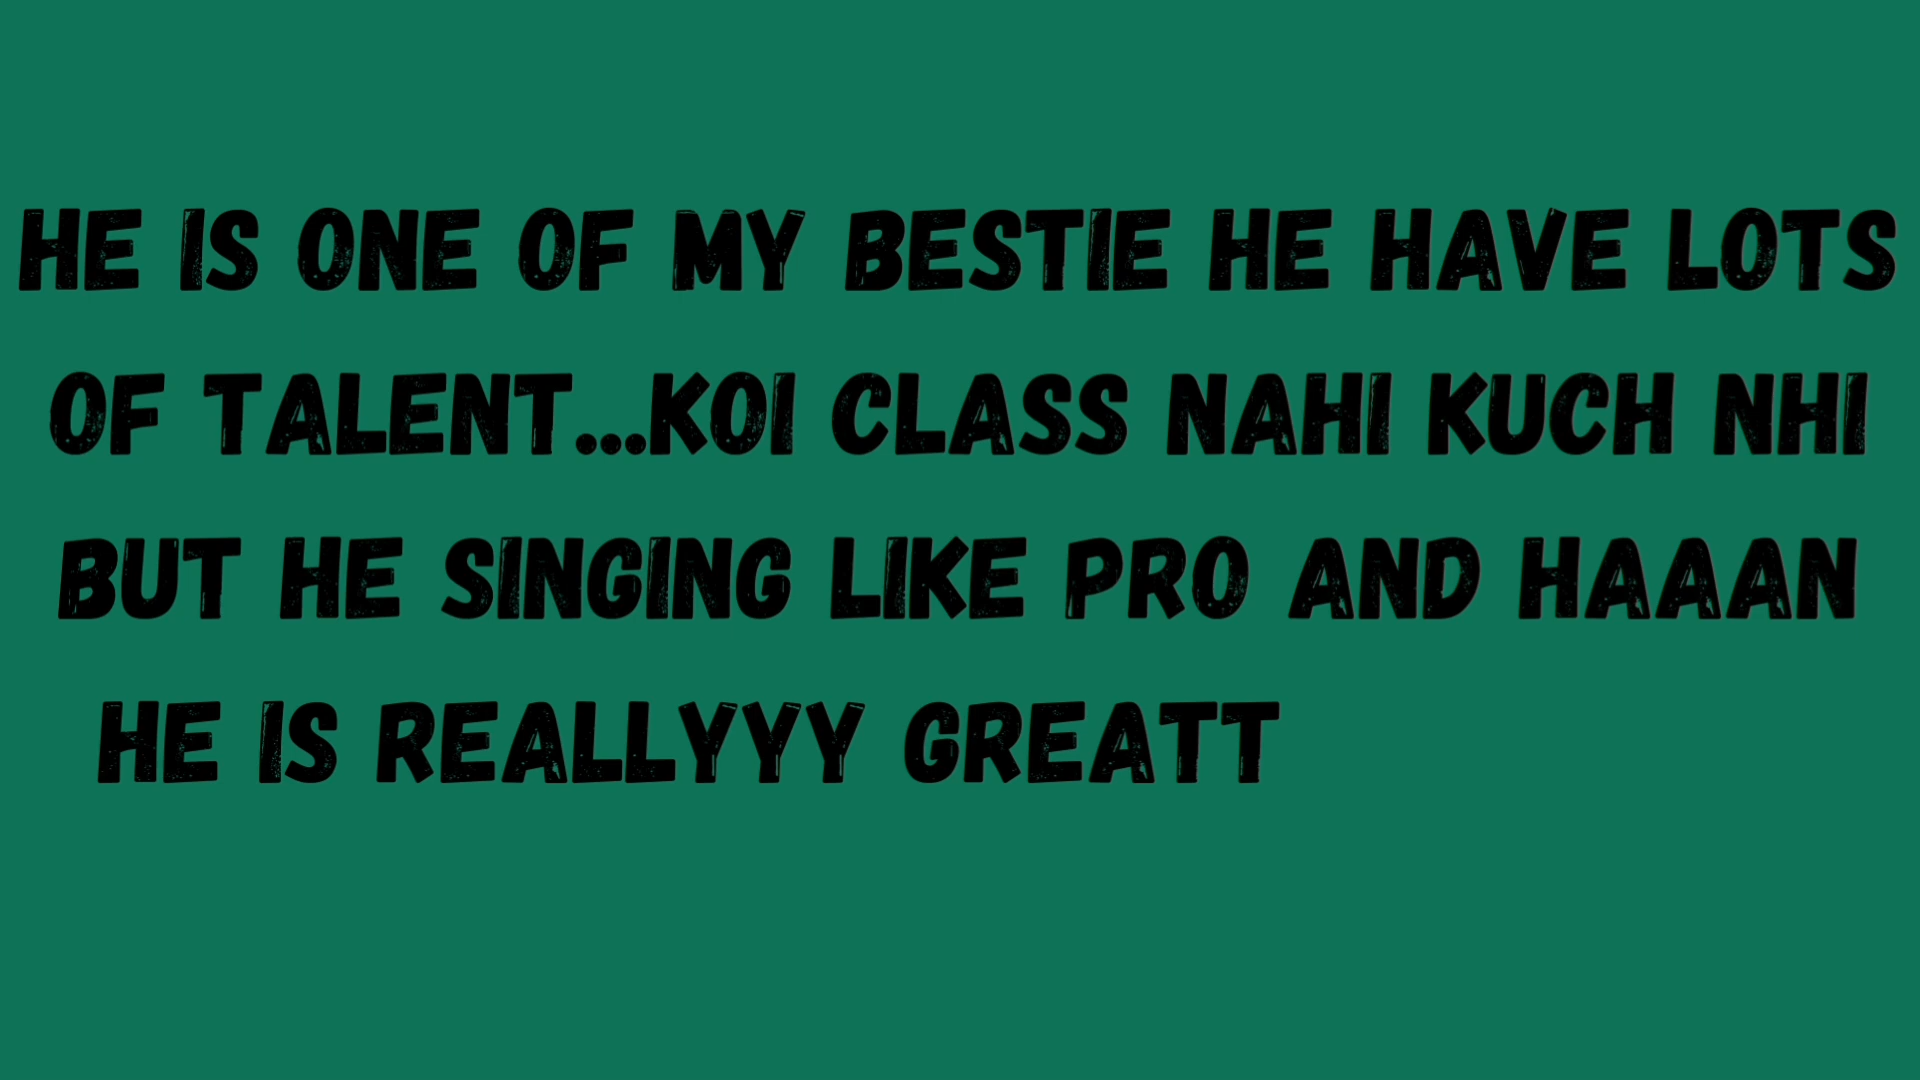 HE IS ONE OF MY BESTIE HE HAVE LOTS
OF TALENT...KOI CLASS NAHI KUCH NHI
BUT HE SINGING LIKE PRO AND HAAAN
HE IS REALLYYY GREATT